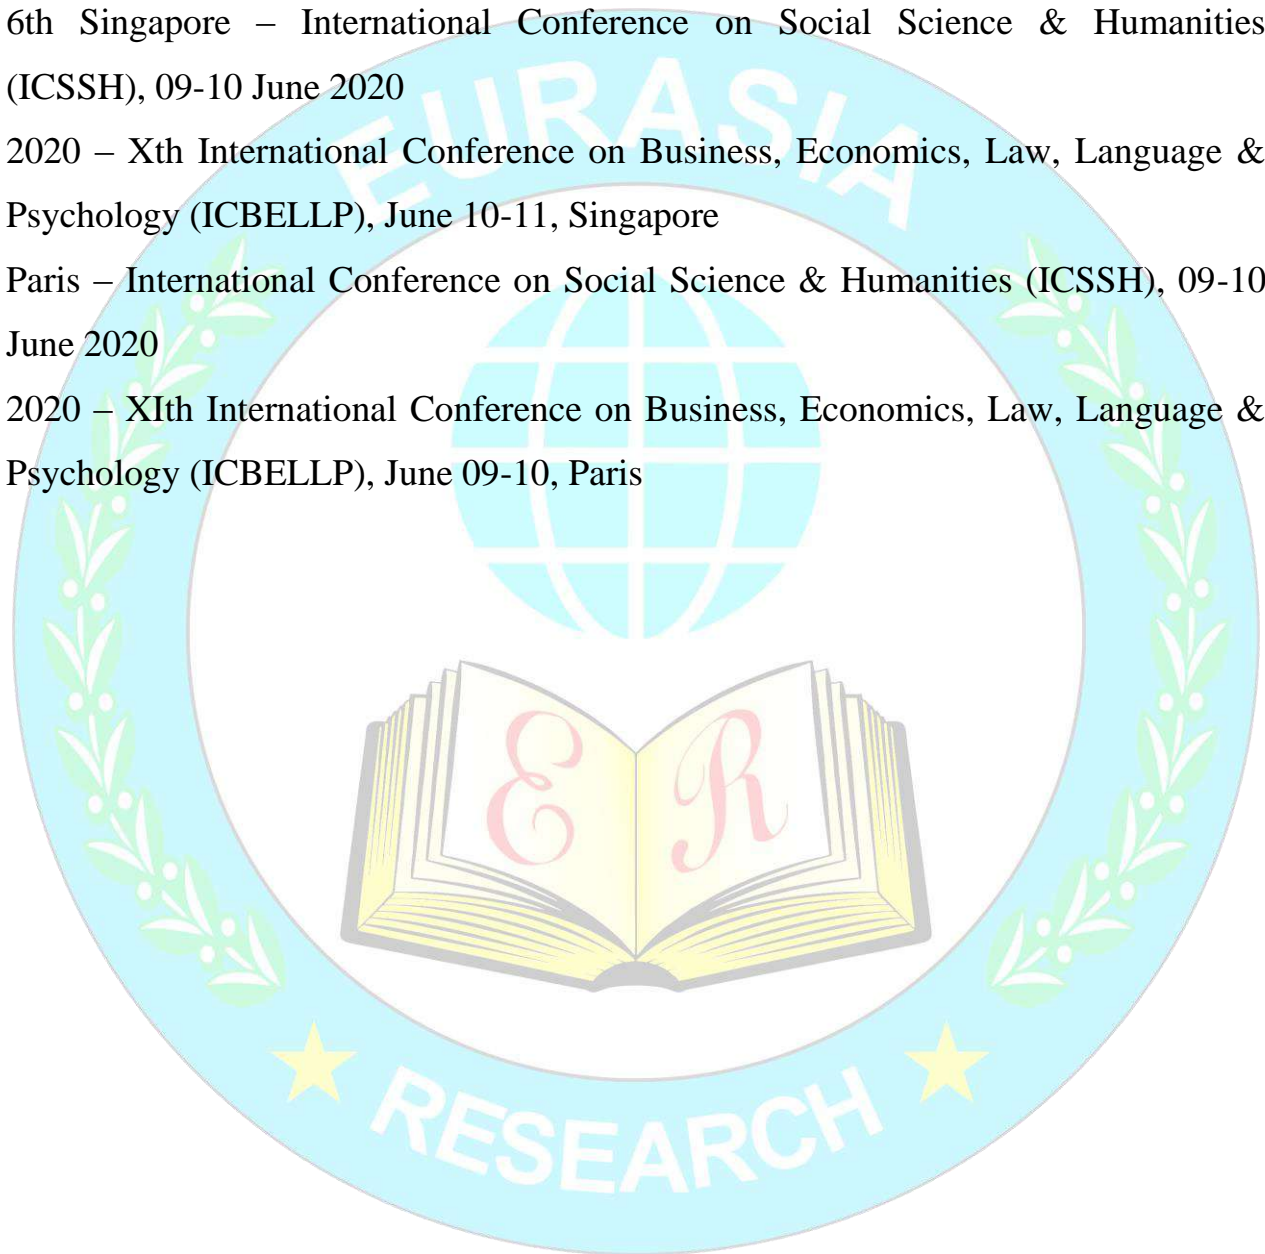 6th Singapore – International Conference on Social Science & Humanities
(ICSSH), 09-10 June 2020
2020 – Xth International Conference on Business, Economics, Law, Language &
Psychology (ICBELLP), June 10-11, Singapore
Paris – International Conference on Social Science & Humanities (ICSSH), 09-10
June 2020
2020 – XIth International Conference on Business, Economics, Law, Language &
Psychology (ICBELLP), June 09-10, Paris
EURASIA
E R
RESEARCH